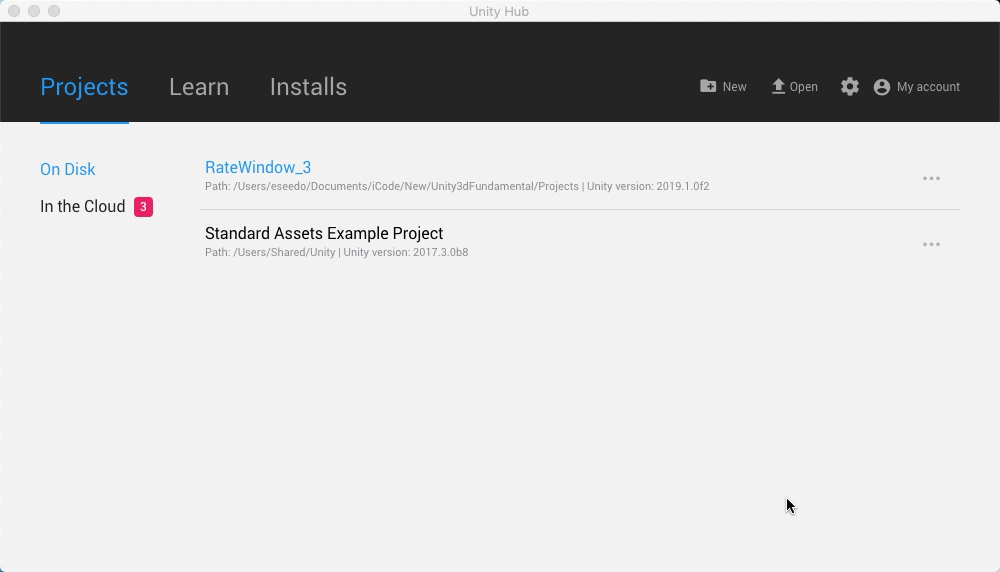 Unity Hub
Projects Learn Installs New Open My account
On Disk
In the Cloud 3
RateWindow_3
Path: /Users/eseedo/Documents/iCode/New/Unity3dFundamental/Projects | Unity version: 2019.1.0f2
Standard Assets Example Project
Path: /Users/Shared/Unity | Unity version: 2017.3.0b8